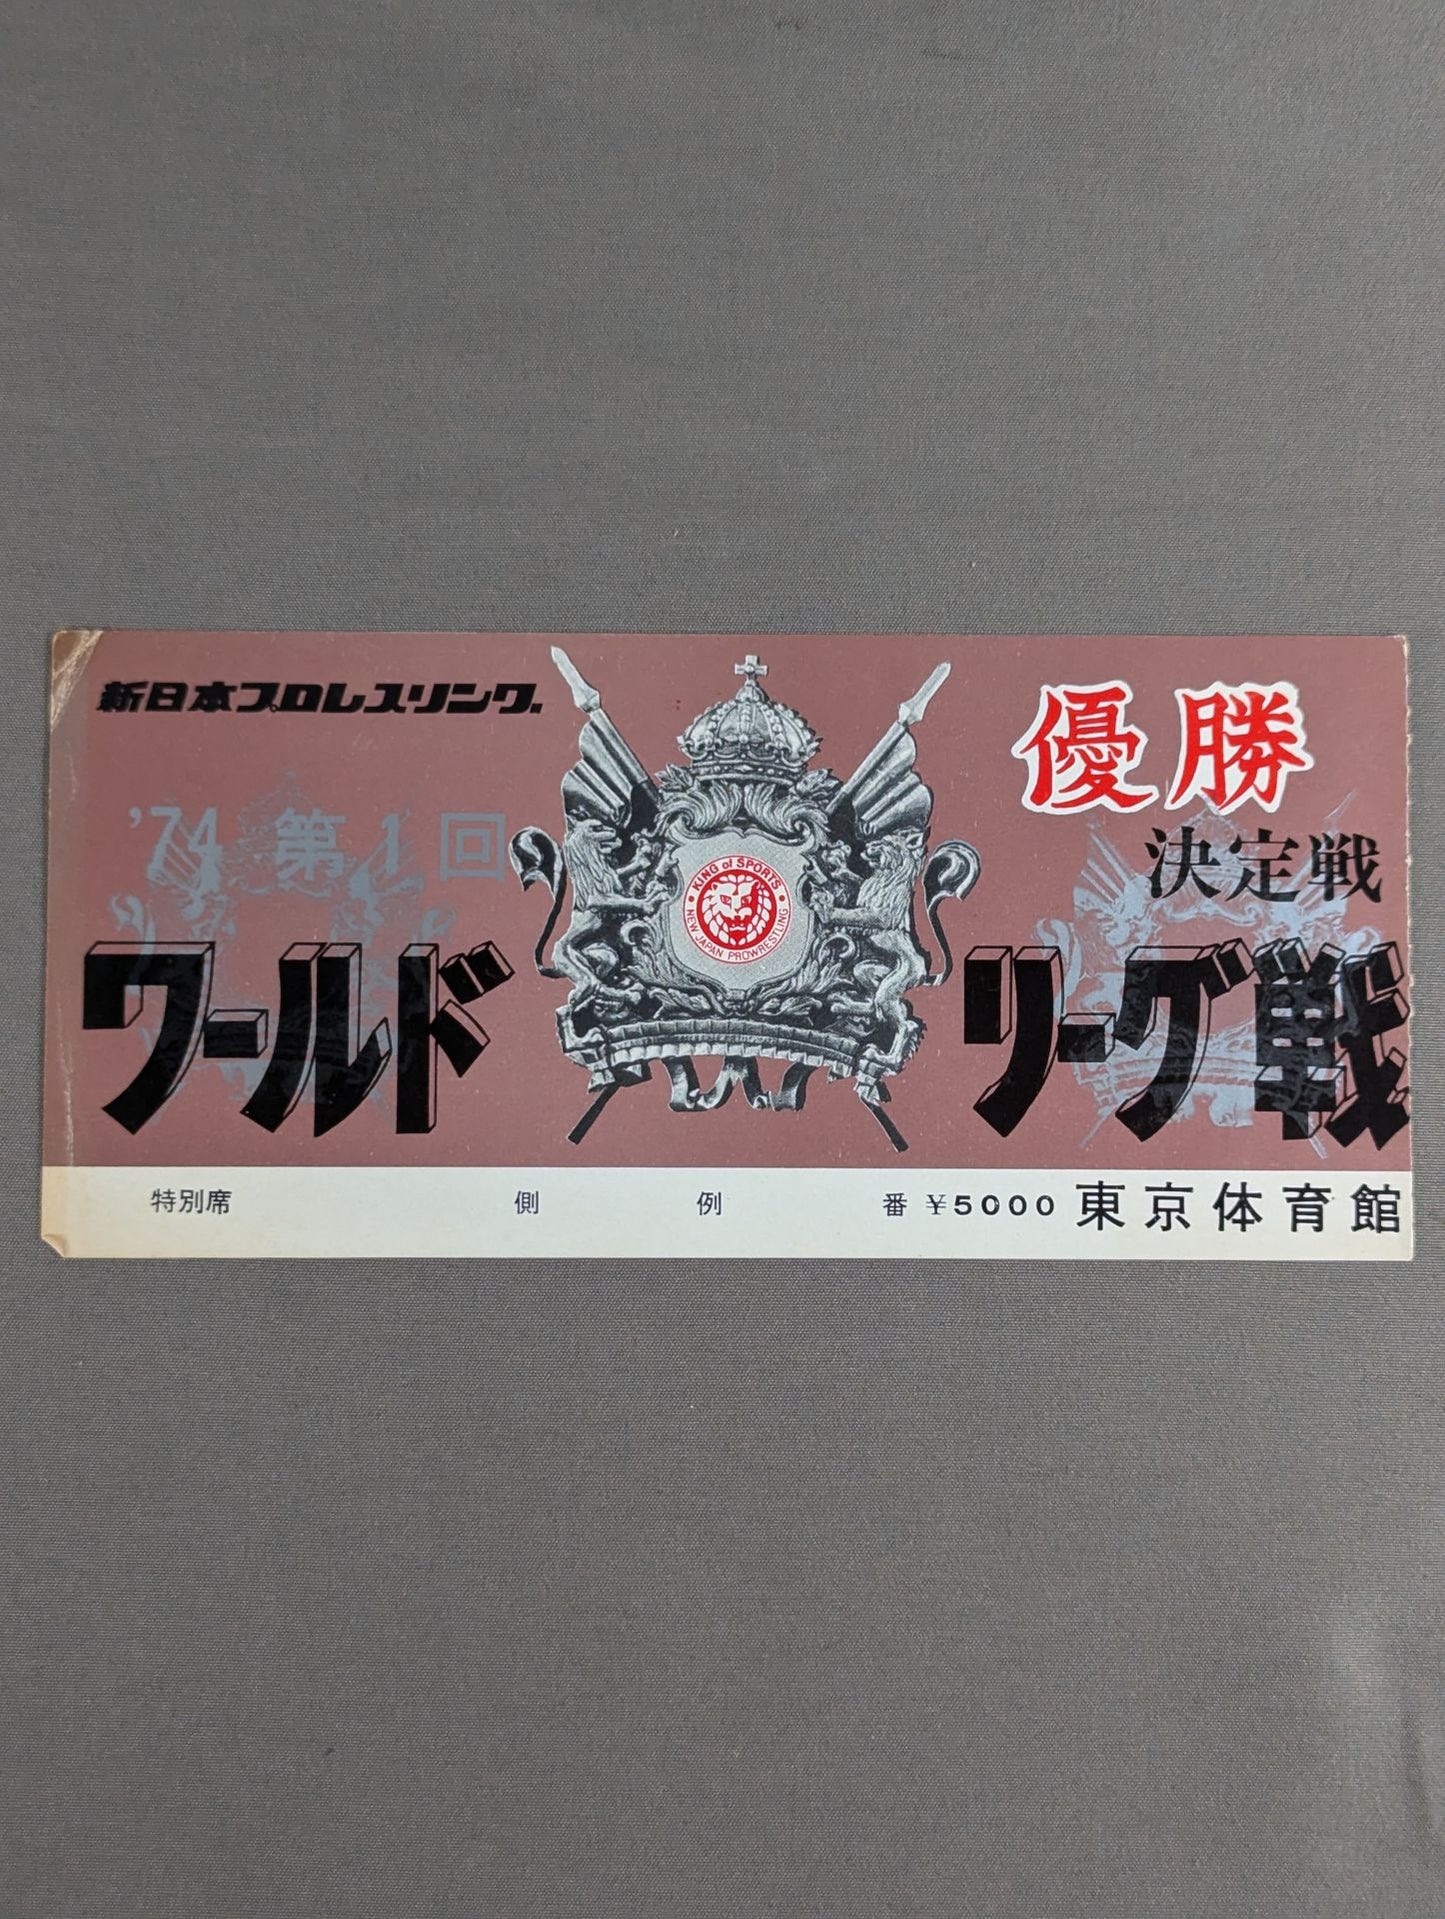 新日本プロレスリング㈱
優勝
決定戦
'74 第1回
KING of SPORTS
NEW JAPAN PROWRESTLING
ワールド リーグ戦
特別席 側 例 番 ¥5000 東京体育館